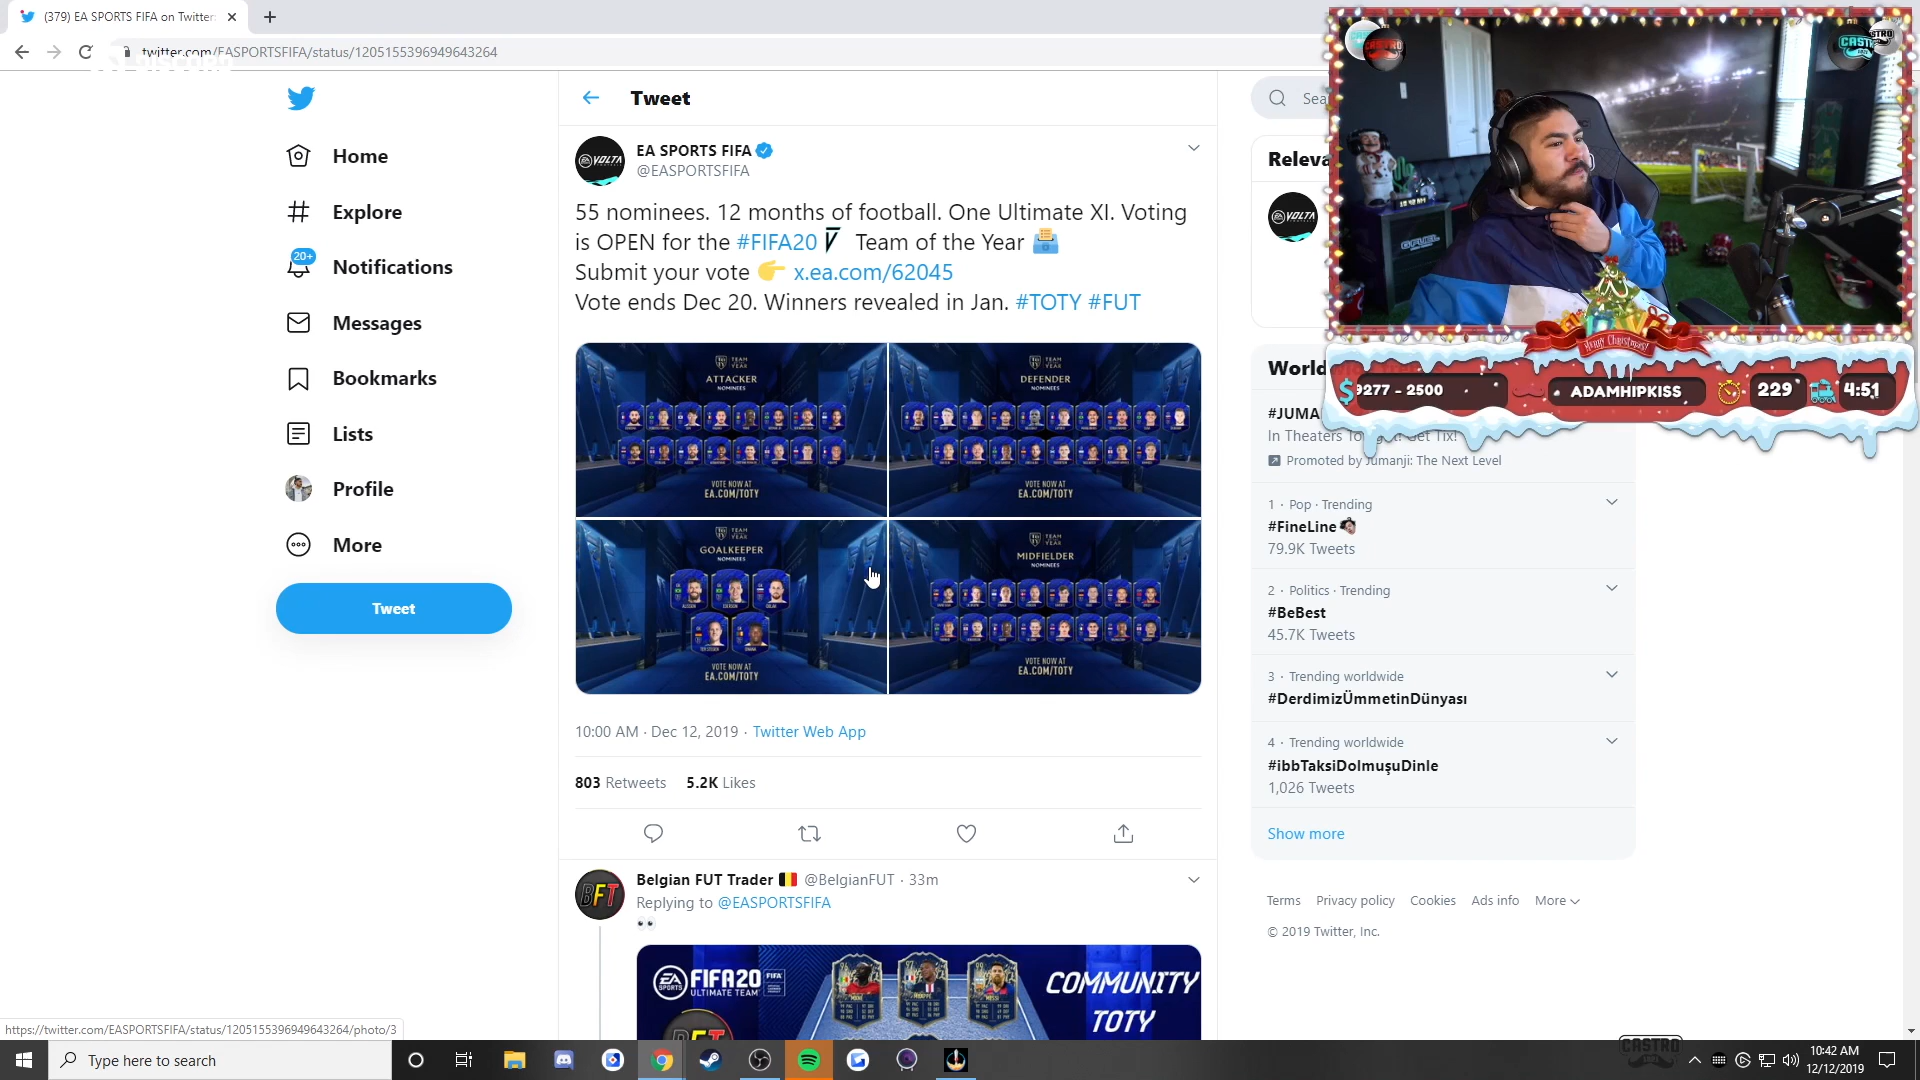 (379) EA SPORTS FIFA on Twitter:
twitter.com/EASPORTSFIFA/status/1205155396949643264
Tweet
Home
Explore
20+
Notifications
Messages
Bookmarks
Lists
Profile
More
Tweet
EA SPORTS FIFA
@EASPORTSFIFA
55 nominees. 12 months of football. One Ultimate XI. Voting
is OPEN for the #FIFA20 Team of the Year
Submit your vote x.ea.com/62045
Vote ends Dec 20. Winners revealed in Jan. #TOTY #FUT
ATTACKER
NOMINEES
VOTE NOW AT
EA.COM/TOTY
DEFENDER
NOMINEES
VOTE NOW AT
EA.COM/TOTY
TEAM
YEAR
GOALKEEPER
NOMINEES
VOTE NOW AT
EA.COM/TOTY
MIDFIELDER
NOMINEES
VOTE NOW AT
EA.COM/TOTY
10:00 AM · Dec 12, 2019 · Twitter Web App
803 Retweets 5.2K Likes
Belgian FUT Trader @BelgianFUT · 33m
Replying to @EASPORTSFIFA
BFT
EA SPORTS FIFA20 FIFA
ULTIMATE TEAM
COMMUNITY
TOTY
Sea
Releva
VOLTA
Merry Christmas!
$9277 - 2500
ADAMHIPKISS
229
4:51
World
#JUMA
Promoted by Jumanji: The Next Level
1 · Pop · Trending
#FineLine
79.9K Tweets
2 · Politics · Trending
#BeBest
45.7K Tweets
3 · Trending worldwide
#DerdimizÜmmetinDünyası
4 · Trending worldwide
#ibbTaksiDolmuşuDinle
1,026 Tweets
Show more
Terms Privacy policy Cookies Ads info More
© 2019 Twitter, Inc.
https://twitter.com/EASPORTSFIFA/status/1205155396949643264/photo/3
Type here to search
CASTRO
10:42 AM
12/12/2019